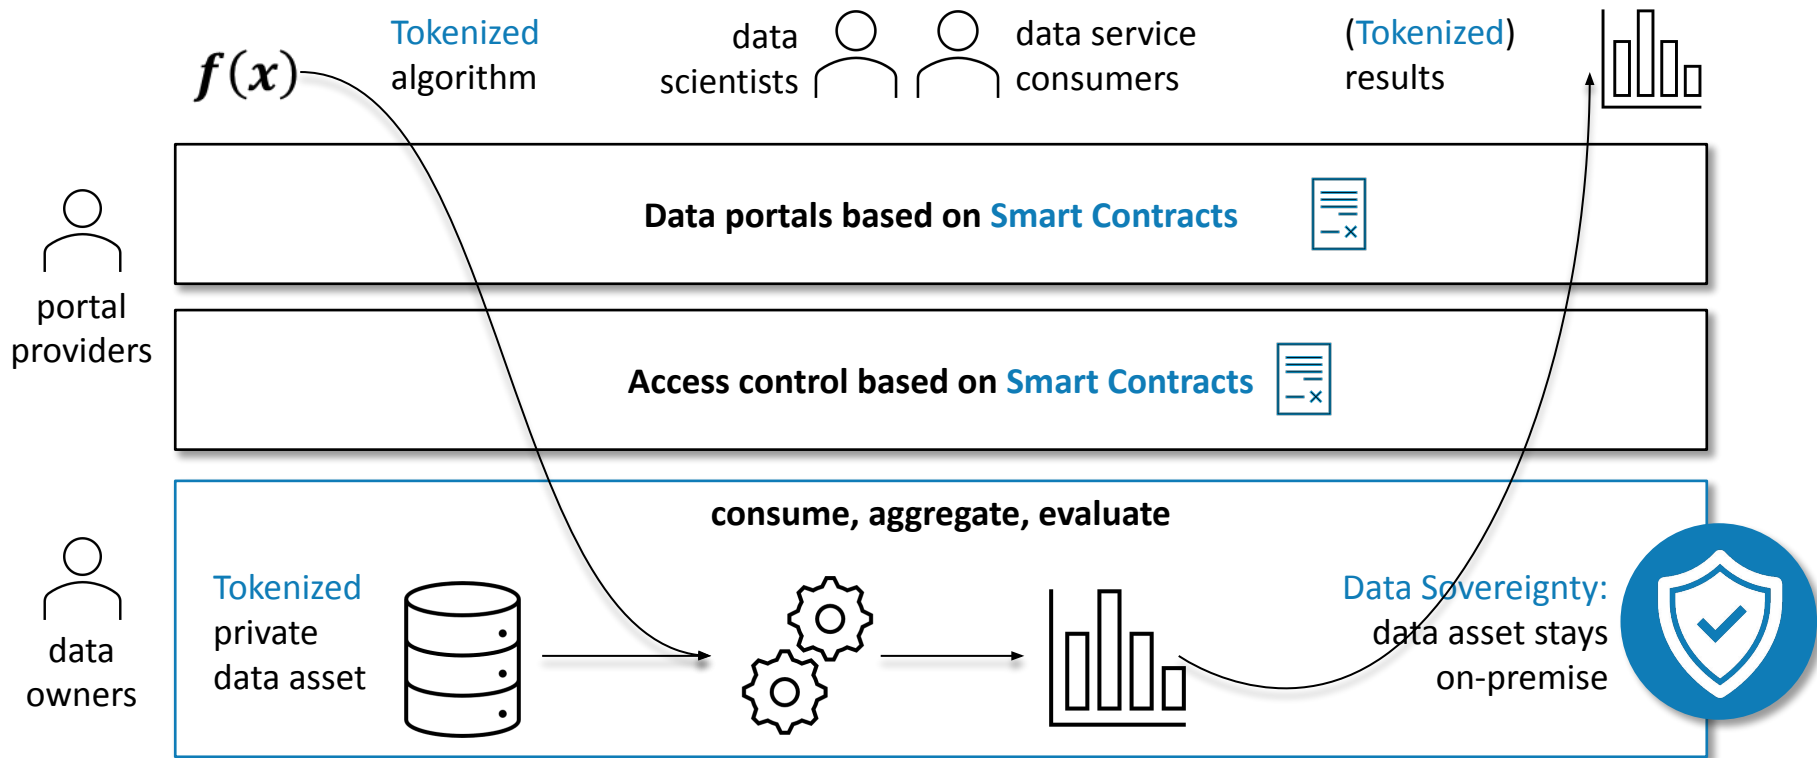 f(x)
Tokenized
algorithm
data
scientists
data service
consumers
(Tokenized)
results
portal
providers
Data portals based on Smart Contracts
Access control based on Smart Contracts
data
owners
consume, aggregate, evaluate
Tokenized
private
data asset
Data Sovereignty:
data asset stays
on-premise